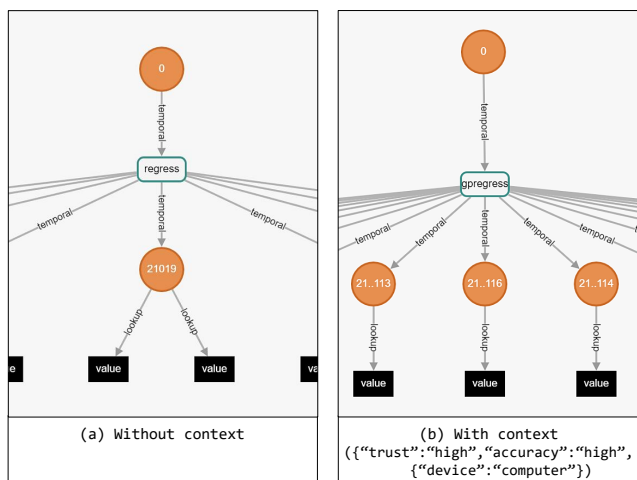 0
temporal
regress
temporal
temporal
temporal
21019
lookup
lookup
value
value
(a) Without context
0
temporal
gpregress
temporal
temporal
temporal
temporal
temporal
21..113
21..116
21..114
lookup
lookup
lookup
value
value
value
(b) With context
({“trust”:“high”,“accuracy”:“high”,
{“device”:“computer”})